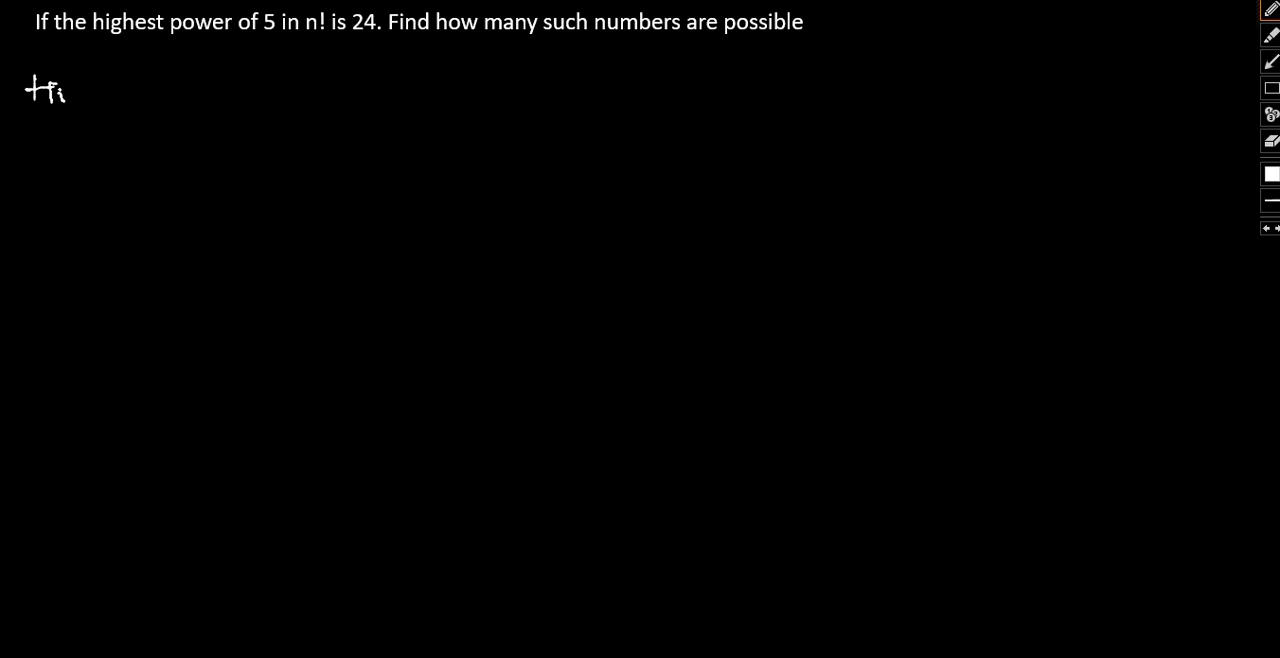 If the highest power of 5 in n! is 24. Find how many such numbers are possible
Hi